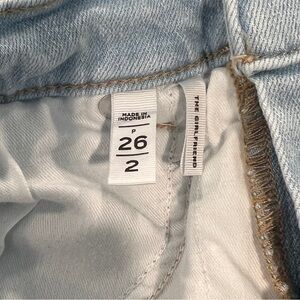 MADE IN
INDONESIA
P
26
2
THE GIRLFRIEND